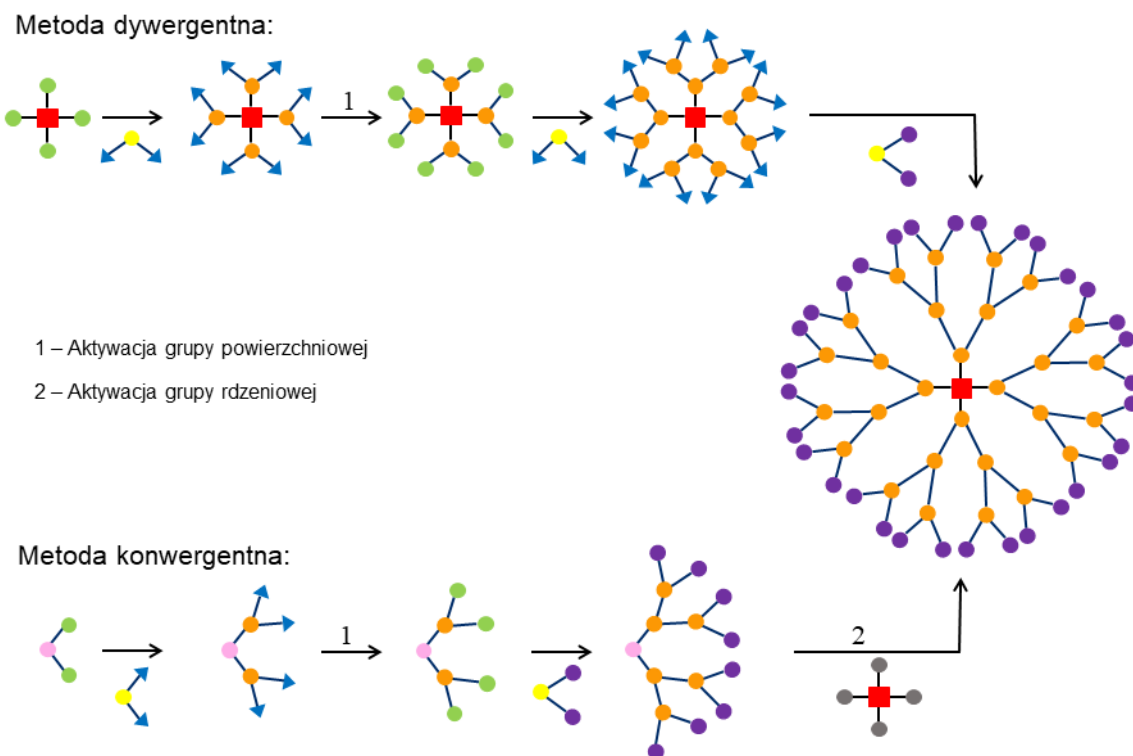 Metoda dywergentna:
1
1 – Aktywacja grupy powierzchniowej
2 – Aktywacja grupy rdzeniowej
Metoda konwergentna:
1
2